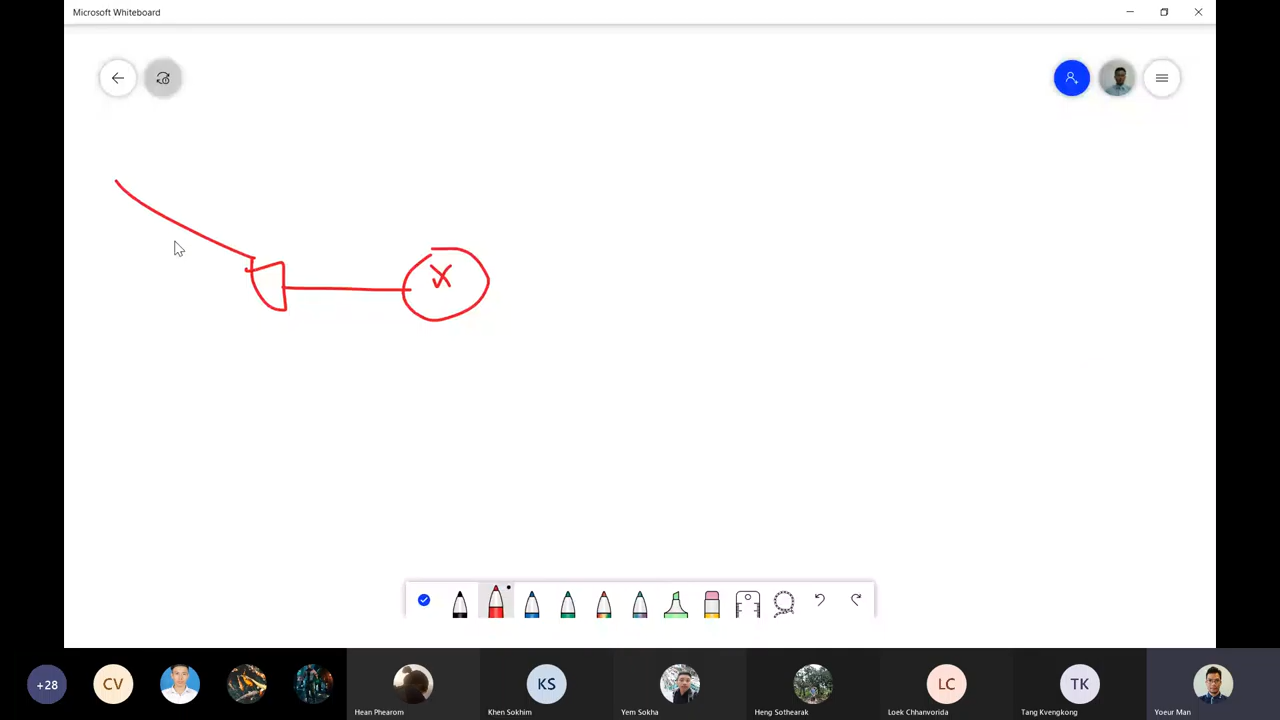 Microsoft Whiteboard
X
+28
CV
KS
LC
TK
Hean Phearom
Khen Sokhim
Yem Sokha
Heng Sothearak
Loek Chhanvorida
Tang Kvengkong
Yoeur Man